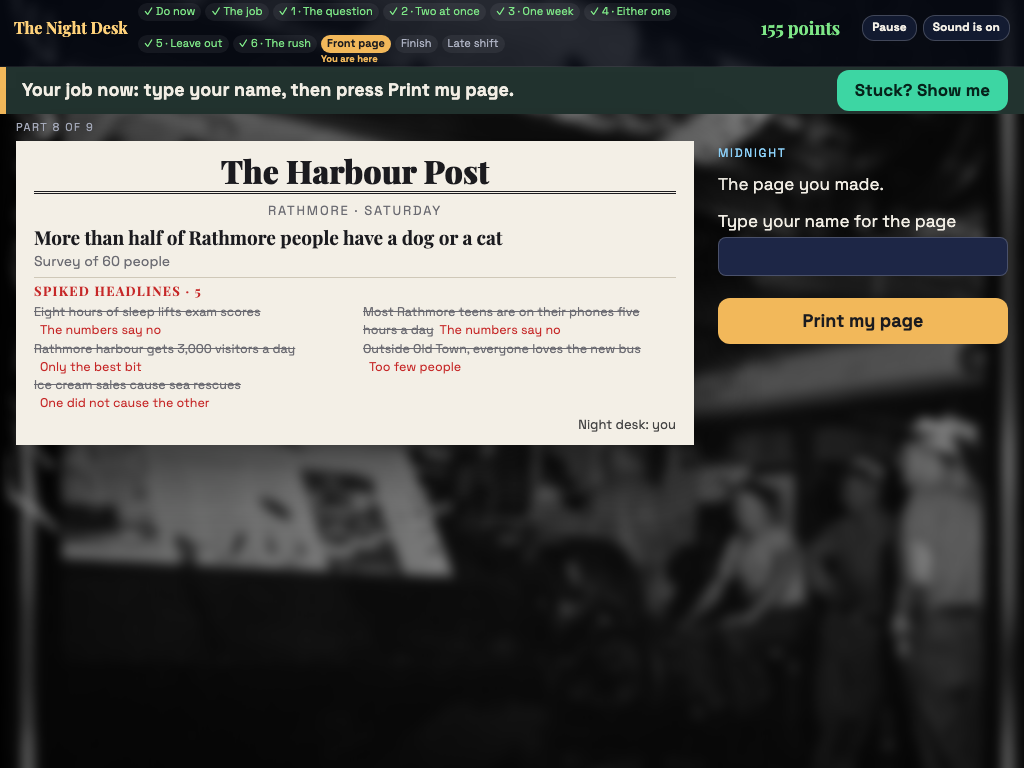 The Night Desk
✓ Do now
✓ The job
✓ 1 · The question
✓ 2 · Two at once
✓ 3 · One week
✓ 4 · Either one
✓ 5 · Leave out
✓ 6 · The rush
Front page
Finish
Late shift
You are here
155 points
Pause
Sound is on
Your job now: type your name, then press Print my page.
Stuck? Show me
PART 8 OF 9
The Harbour Post
RATHMORE · SATURDAY
More than half of Rathmore people have a dog or a cat
Survey of 60 people
SPIKED HEADLINES · 5
Eight hours of sleep lifts exam scores
The numbers say no
Rathmore harbour gets 3,000 visitors a day
Only the best bit
Ice cream sales cause sea rescues
One did not cause the other
Most Rathmore teens are on their phones five
hours a day The numbers say no
Outside Old Town, everyone loves the new bus
Too few people
Night desk: you
MIDNIGHT
The page you made.
Type your name for the page
Print my page